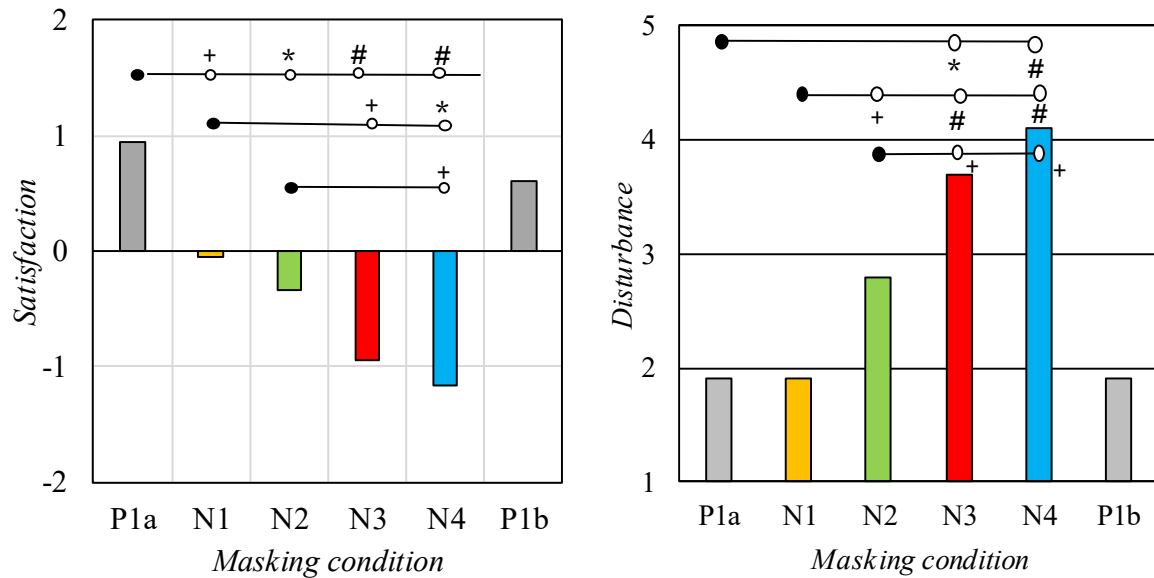 2
+ * # #
1
+ *
+
0
-1
-2
P1a N1 N2 N3 N4 P1b
Masking condition
Satisfaction
5
* #
+ # #
4
+ +
3
2
1
P1a N1 N2 N3 N4 P1b
Masking condition
Disturbance